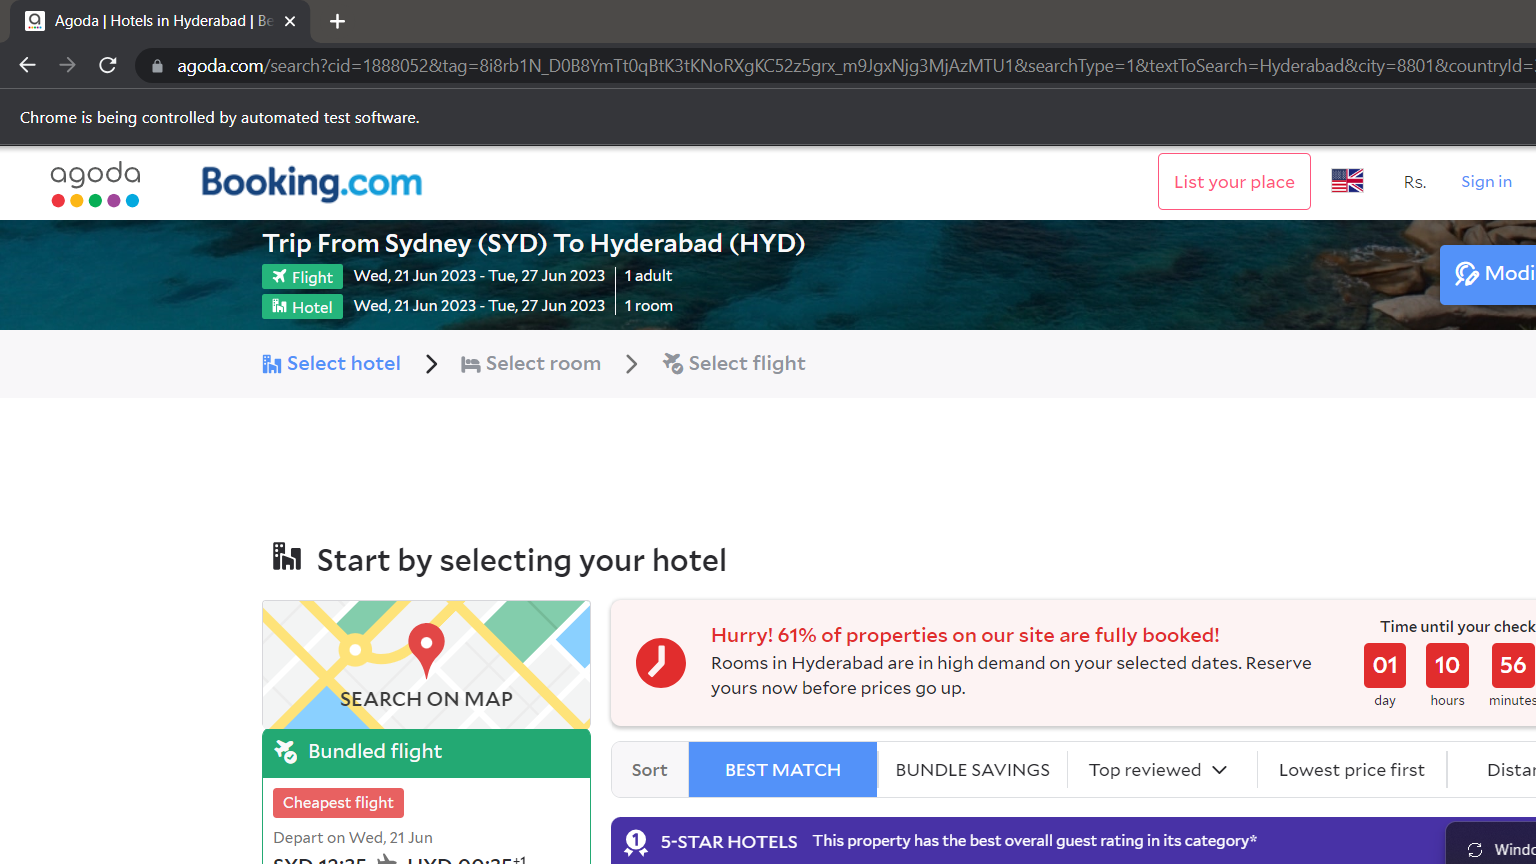 Agoda | Hotels in Hyderabad | Be
agoda.com/search?cid=1888052&tag=8i8rb1N_D0B8YmTt0qBtK3tKNoRXgKC52z5grx_m9JgxNjg3MjAzMTU1&searchType=1&textToSearch=Hyderabad&city=8801&countryId=
Chrome is being controlled by automated test software.
agoda
Booking.com
List your place
Rs.
Sign in
Trip From Sydney (SYD) To Hyderabad (HYD)
Flight Wed, 21 Jun 2023 - Tue, 27 Jun 2023 1 adult
Hotel Wed, 21 Jun 2023 - Tue, 27 Jun 2023 1 room
Modi
Select hotel Select room Select flight
Start by selecting your hotel
SEARCH ON MAP
Hurry! 61% of properties on our site are fully booked!
Rooms in Hyderabad are in high demand on your selected dates. Reserve
yours now before prices go up.
Time until your check
01 10 56
day hours minutes
Bundled flight
Cheapest flight
Depart on Wed, 21 Jun
SYD 12:35 HYD 00:35+1
Sort BEST MATCH BUNDLE SAVINGS Top reviewed Lowest price first Distan
1 5-STAR HOTELS This property has the best overall guest rating in its category*
Windo